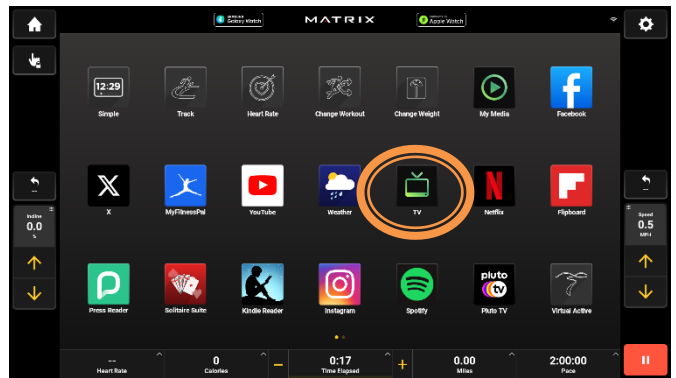 SAMSUNG Galaxy Watch
MATRIX
Apple Watch
12:29
Simple
Track
Heart Rate
Change Workout
Change Weight
My Media
Facebook
X
MyFitnessPal
YouTube
Weather
TV
Netflix
Flipboard
Incline
0.0
%
Speed
0.5
MPH
pluto
tv
Press Reader
Solitaire Suite
Kindle Reader
Instagram
Spotify
Pluto TV
Virtual Active
--
Heart Rate
0
Calories
0:17
Time Elapsed
0.00
Miles
2:00:00
Pace